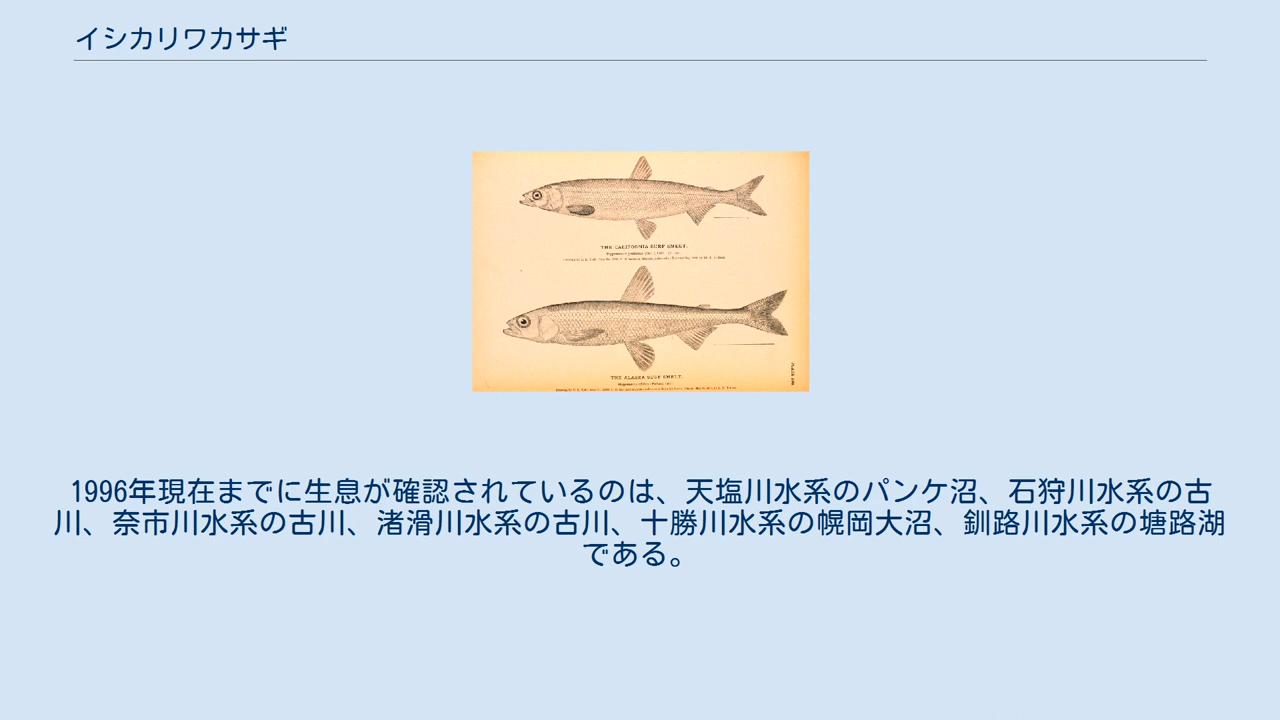 イシカリワカサギ
THE CALIFORNIA SURF SMELT.
THE ALASKA SURF SMELT.
1996年現在までに生息が確認されているのは、天塩川水系のパンケ沼、石狩川水系の古
川、奈市川水系の古川、渚滑川水系の古川、十勝川水系の幌岡大沼、釧路川水系の塘路湖
である。